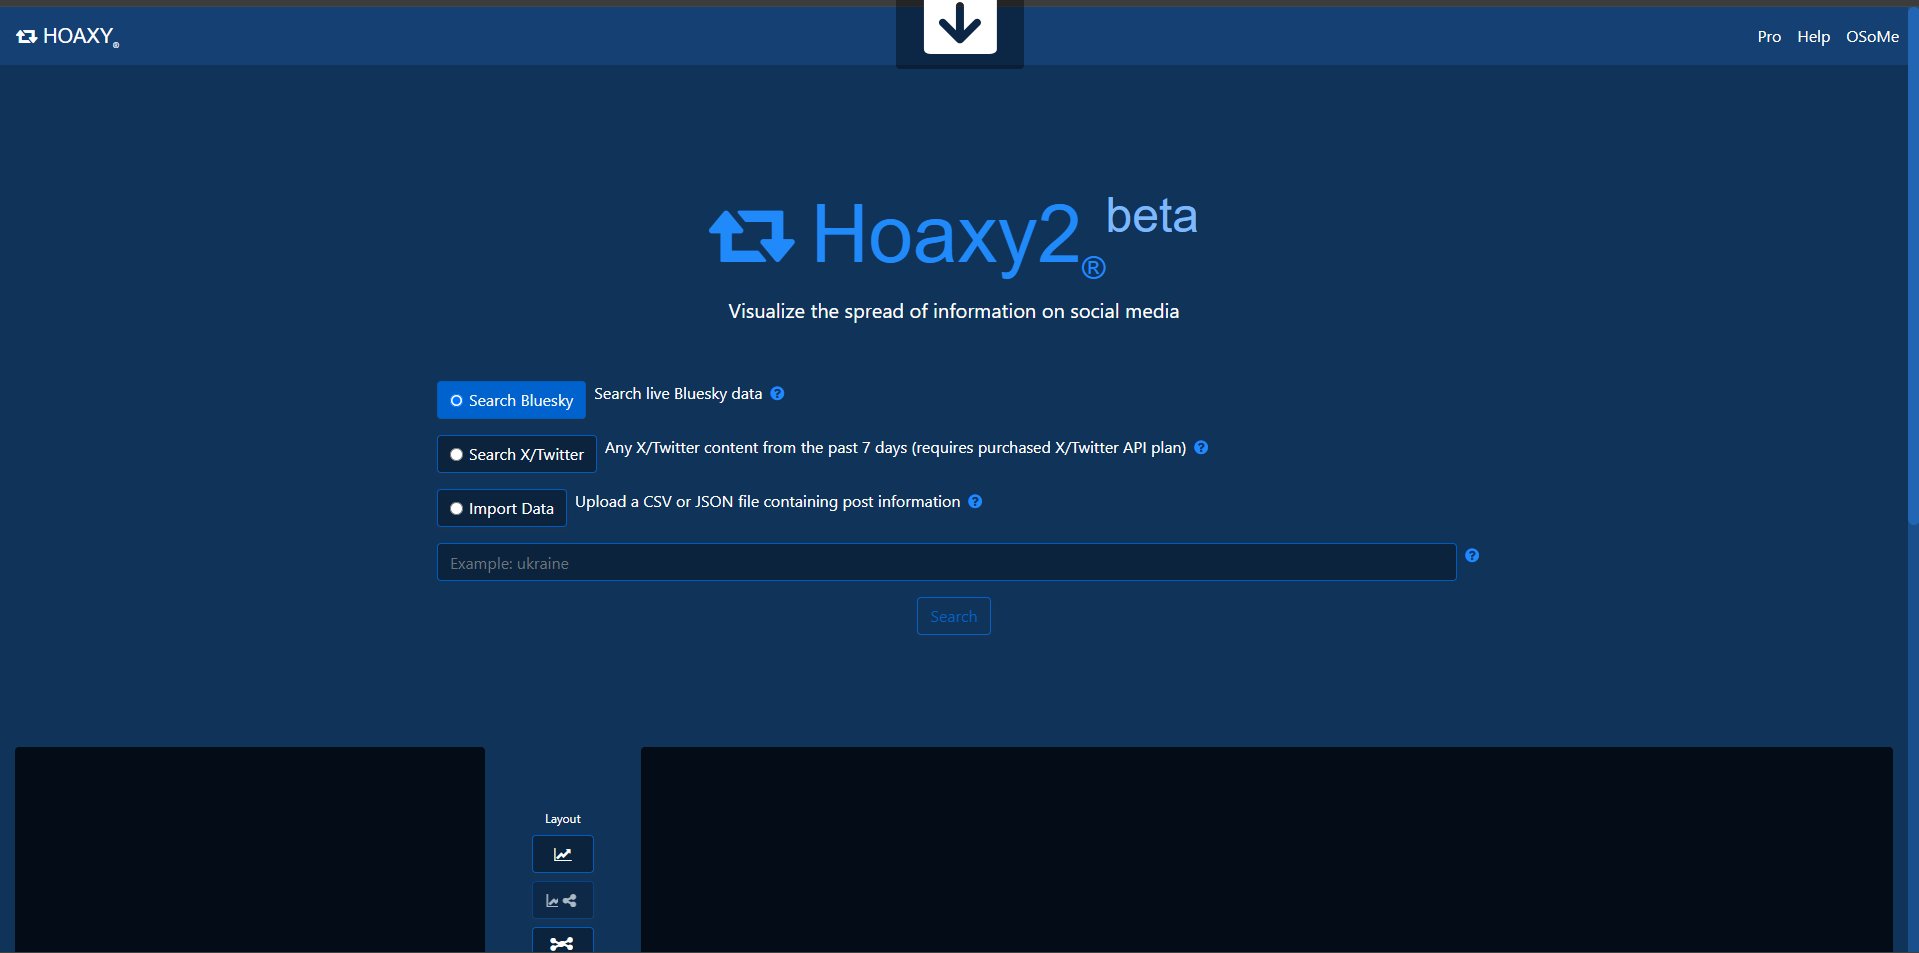 HOAXY®
Pro Help OSoMe
Hoaxy2® beta
Visualize the spread of information on social media
Search Bluesky Search live Bluesky data
Search X/Twitter Any X/Twitter content from the past 7 days (requires purchased X/Twitter API plan)
Import Data Upload a CSV or JSON file containing post information
Example: ukraine
Search
Layout